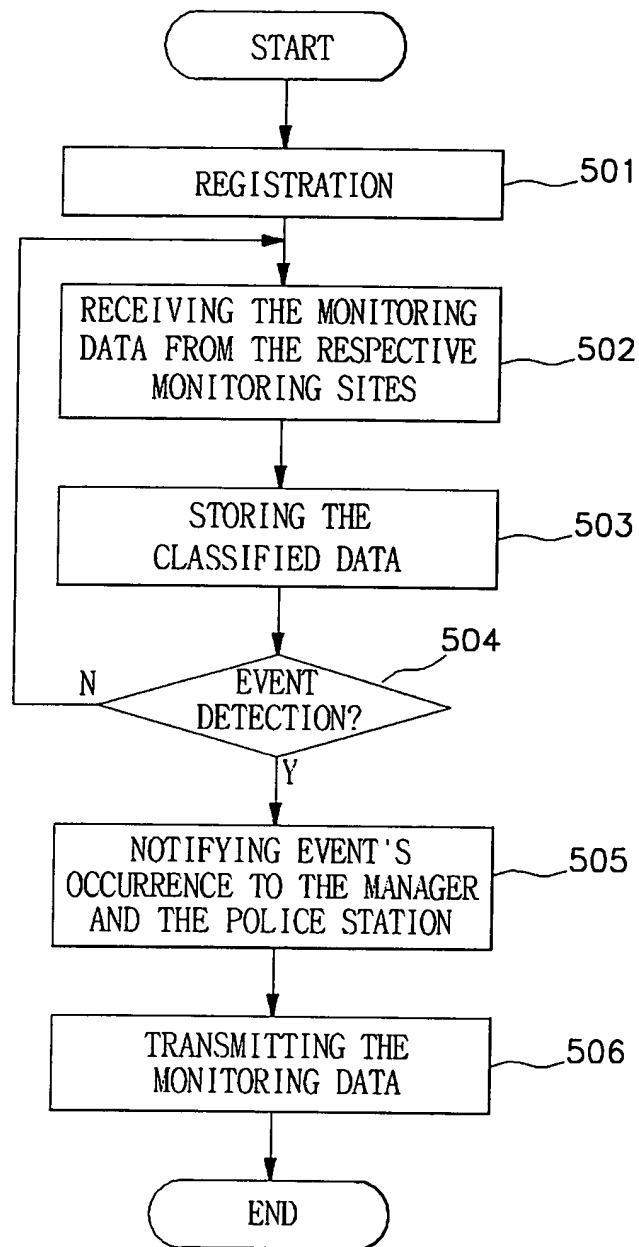 START
REGISTRATION
501
RECEIVING THE MONITORING
DATA FROM THE RESPECTIVE
MONITORING SITES
502
STORING THE
CLASSIFIED DATA
503
EVENT
DETECTION?
504
N
Y
NOTIFYING EVENT'S
OCCURRENCE TO THE MANAGER
AND THE POLICE STATION
505
TRANSMITTING THE
MONITORING DATA
506
END